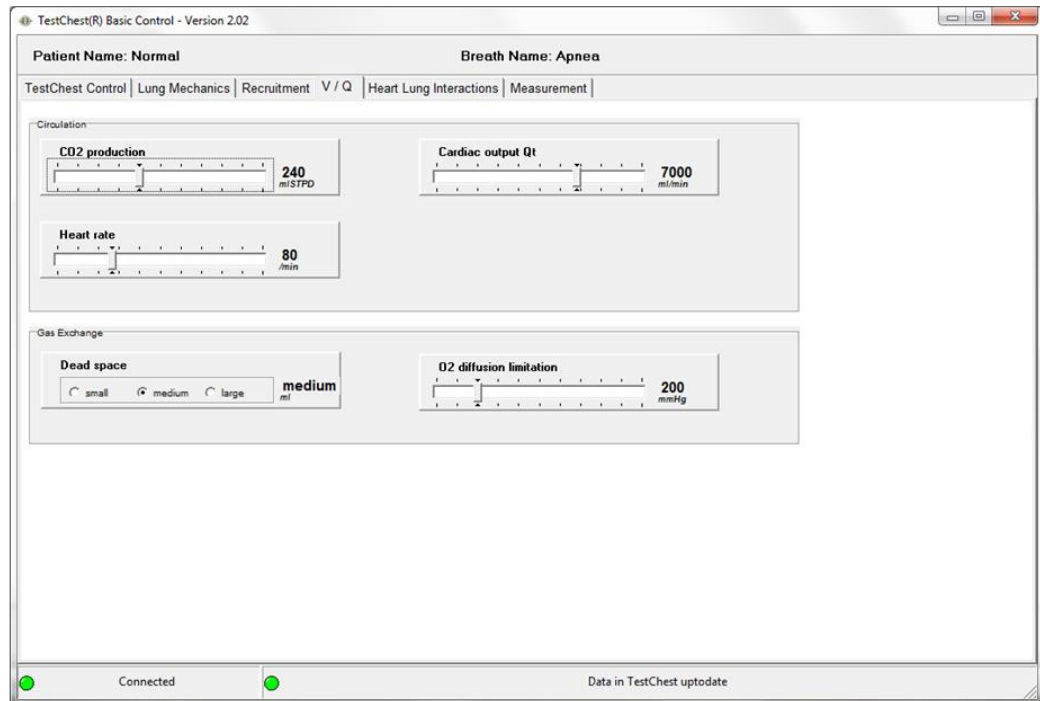 TestChest(R) Basic Control - Version 2.02
Patient Name: Normal Breath Name: Apnea
TestChest Control Lung Mechanics Recruitment V / Q Heart Lung Interactions Measurement
Circulation
CO2 production
240
mlSTPD
Cardiac output Qt
7000
ml/min
Heart rate
80
/min
Gas Exchange
Dead space
small medium large
medium
ml
O2 diffusion limitation
200
mmHg
Connected Data in TestChest uptodate